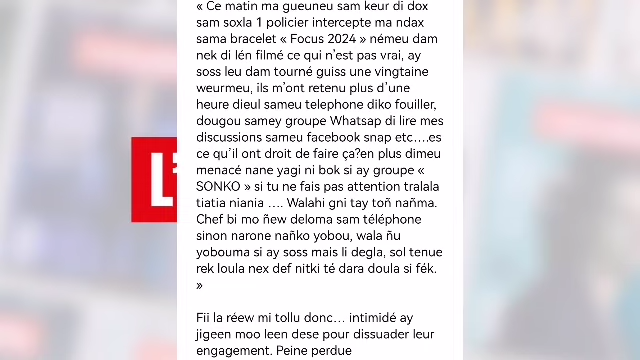 « Ce matin ma gueuneu sam keur di dox
sam soxla 1 policier intercepte ma ndax
sama bracelet « Focus 2024 » némeu dam
nek di lén filmé ce qui n'est pas vrai, ay
soss leu dam tourné guiss une vingtaine
weurmeu, ils m'ont retenu plus d'une
heure dieul sameu telephone diko fouiller,
dougou samey groupe Whatsap di lire mes
discussions sameu facebook snap etc….es
ce qu'il ont droit de faire ça?en plus dimeu
menacé nane yagi ni bok si ay groupe «
SONKO » si tu ne fais pas attention tralala
tiatia niania …. Walahi gni tay toñ nañma.
Chef bi mo ñew deloma sam téléphone
sinon narone nañko yobou, wala ñu
yobouma si ay soss mais li degla, sol tenue
rek loula nex def nitki té dara doula si fék.
»
Fii la réew mi tollu donc… intimidé ay
jigeen moo leen dese pour dissuader leur
engagement. Peine perdue
L'